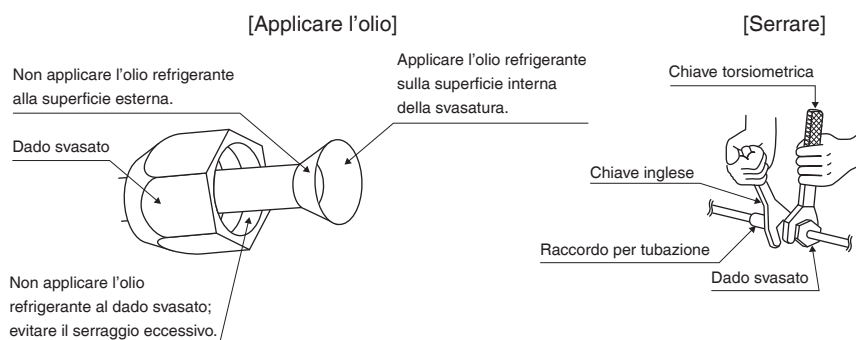 [Applicare l'olio]
Non applicare l'olio refrigerante
alla superficie esterna.
Applicare l'olio refrigerante
sulla superficie interna
della svasatura.
Dado svasato
Non applicare l'olio
refrigerante al dado svasato;
evitare il serraggio eccessivo.
[Serrare]
Chiave torsiometrica
Chiave inglese
Raccordo per tubazione
Dado svasato